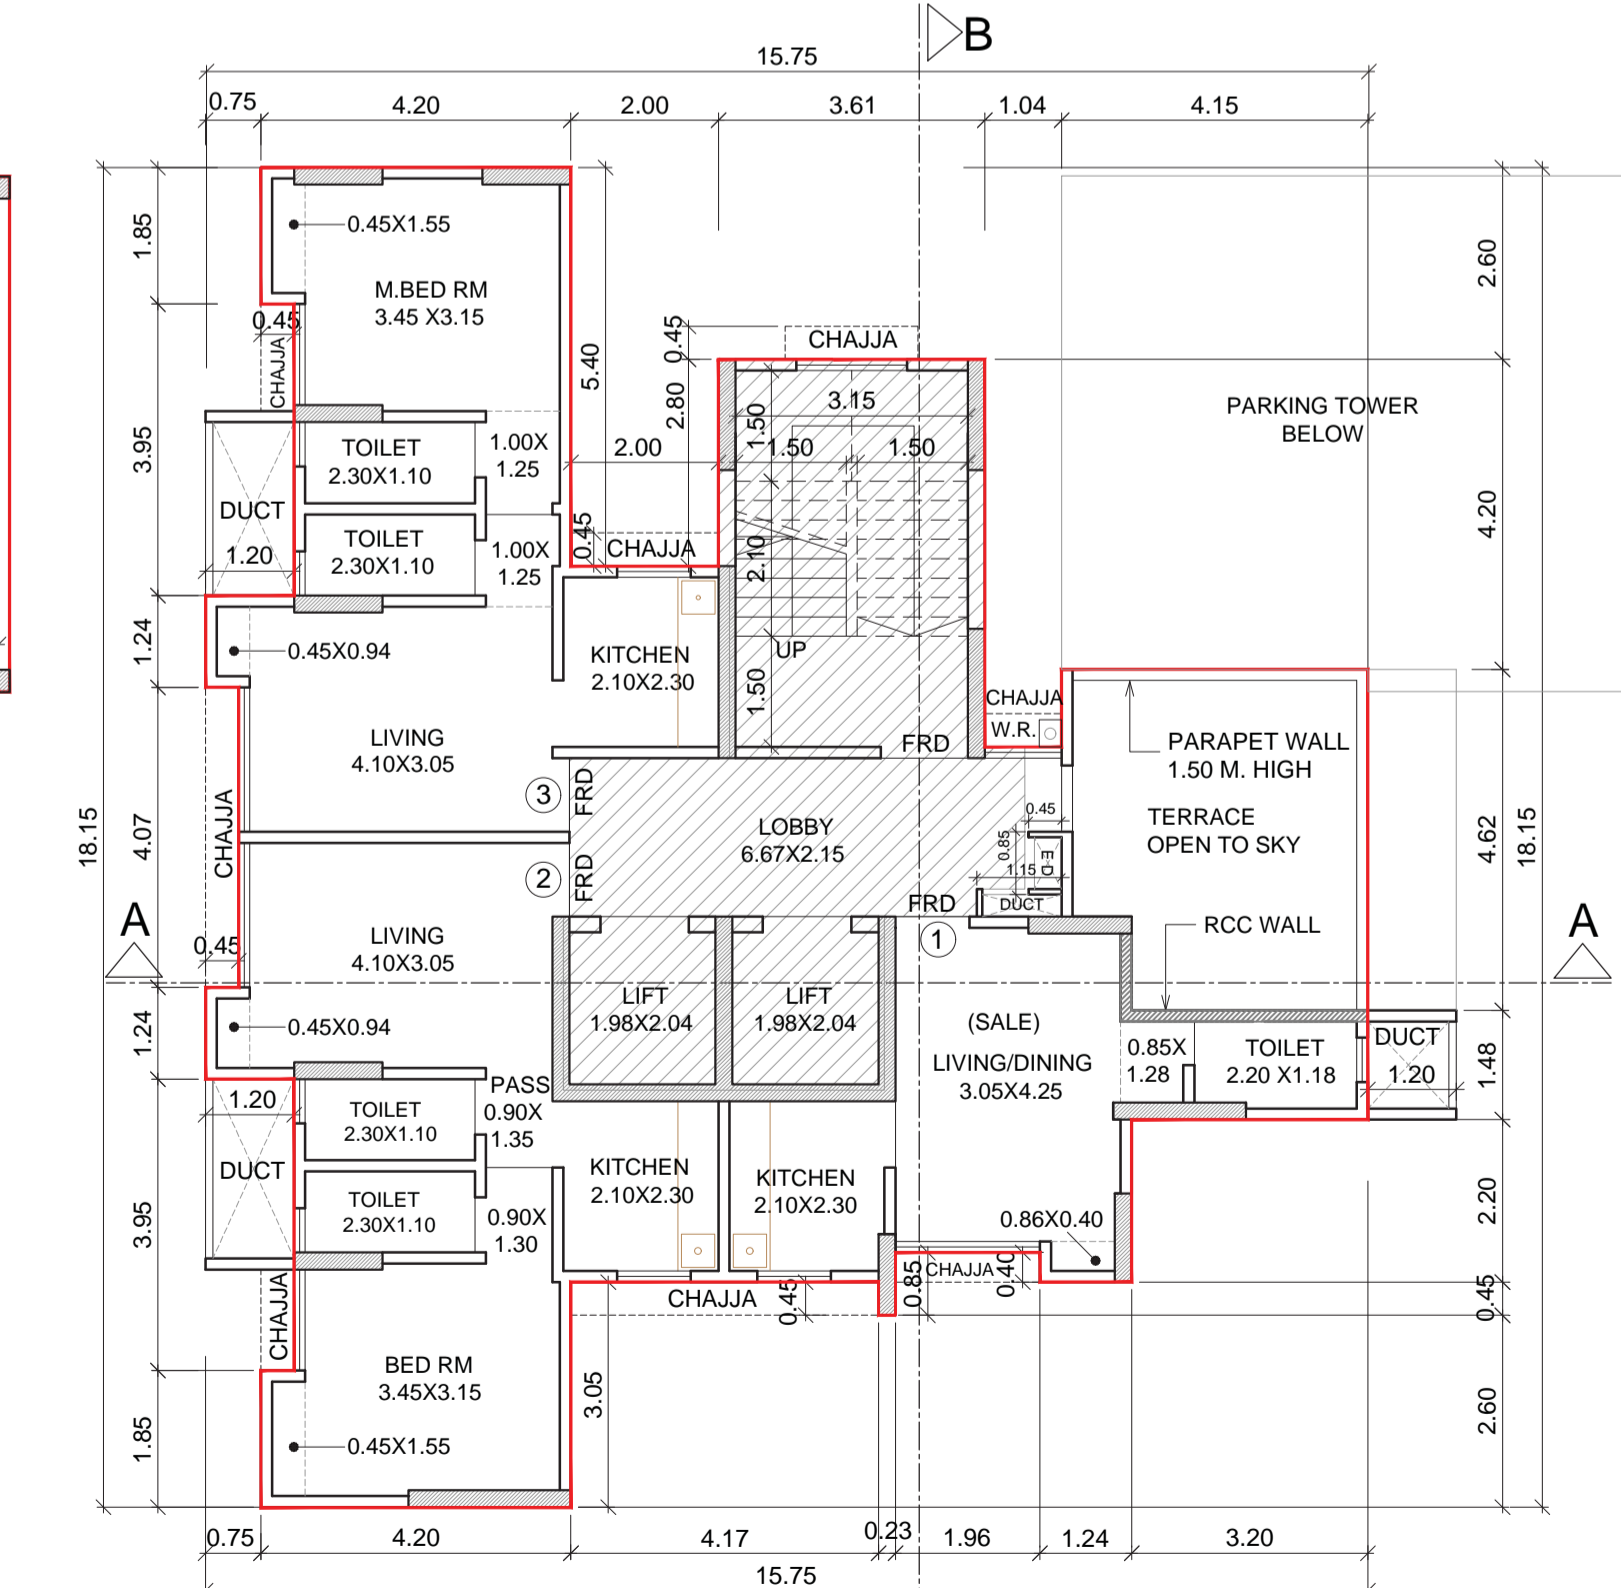 B
15.75
0.75
4.20
2.00
3.61
1.04
4.15
1.85
0.45X1.55
M.BED RM
3.45 X3.15
0.45
CHAJJA
5.40
0.45
CHAJJA
2.80
2.60
3.15
1.50
1.50
1.50
PARKING TOWER
BELOW
3.95
TOILET
2.30X1.10
1.00X
1.25
2.00
DUCT
1.20
TOILET
2.30X1.10
1.00X
1.25
0.45
CHAJJA
2.10
4.20
1.24
0.45X0.94
KITCHEN
2.10X2.30
UP
1.50
CHAJJA
W.R.
FRD
PARAPET WALL
1.50 M. HIGH
LIVING
4.10X3.05
3
FRD
CHAJJA
18.15
4.07
LOBBY
6.67X2.15
0.45
0.85
E.D
1.15
DUCT
TERRACE
OPEN TO SKY
4.62
18.15
2
FRD
FRD
1
RCC WALL
A
A
0.45
LIVING
4.10X3.05
LIFT
1.98X2.04
LIFT
1.98X2.04
(SALE)
LIVING/DINING
3.05X4.25
1.24
0.45X0.94
0.85X
1.28
TOILET
2.20 X1.18
DUCT
1.20
1.48
1.20
PASS
0.90X
1.35
TOILET
2.30X1.10
DUCT
TOILET
2.30X1.10
0.90X
1.30
KITCHEN
2.10X2.30
KITCHEN
2.10X2.30
0.86X0.40
3.95
2.20
CHAJJA
CHAJJA
0.45
0.85
CHAJJA
0.40
0.45
BED RM
3.45X3.15
3.05
0.45X1.55
1.85
2.60
0.75
4.20
4.17
0.23
1.96
1.24
3.20
15.75